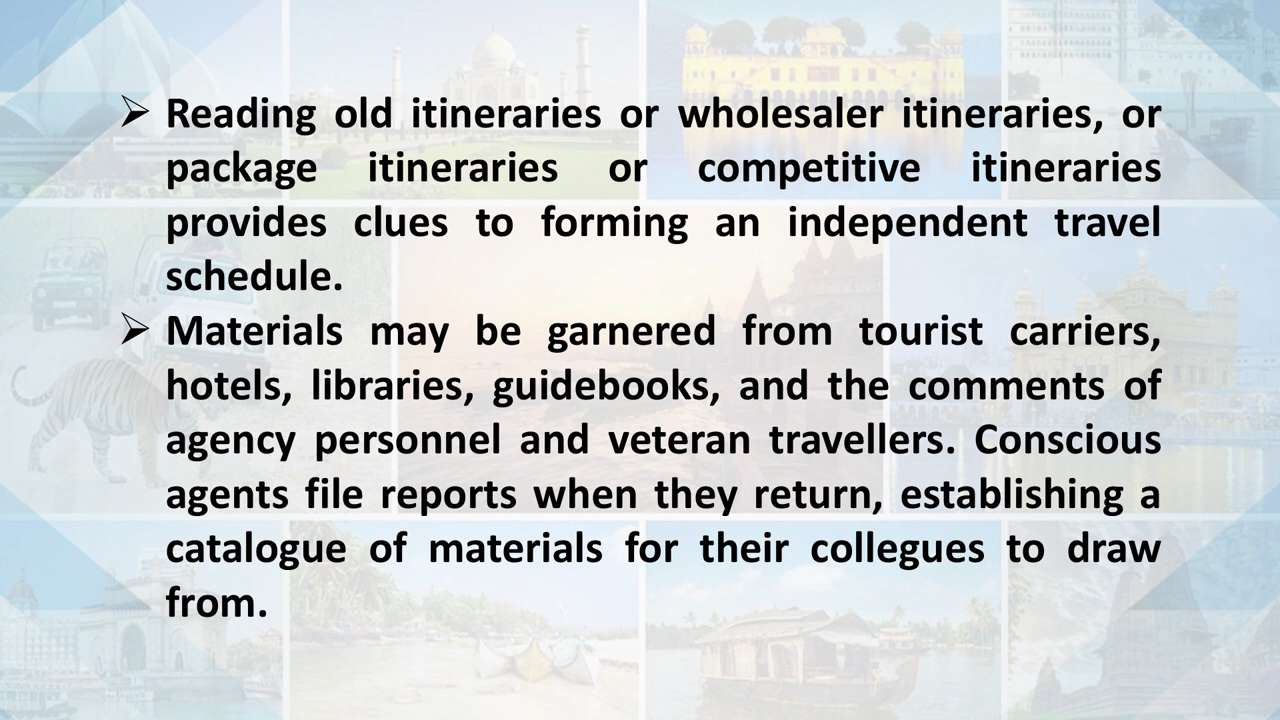 ➢ Reading old itineraries or wholesaler itineraries, or
package itineraries or competitive itineraries
provides clues to forming an independent travel
schedule.
➢ Materials may be garnered from tourist carriers,
hotels, libraries, guidebooks, and the comments of
agency personnel and veteran travellers. Conscious
agents file reports when they return, establishing a
catalogue of materials for their collegues to draw
from.